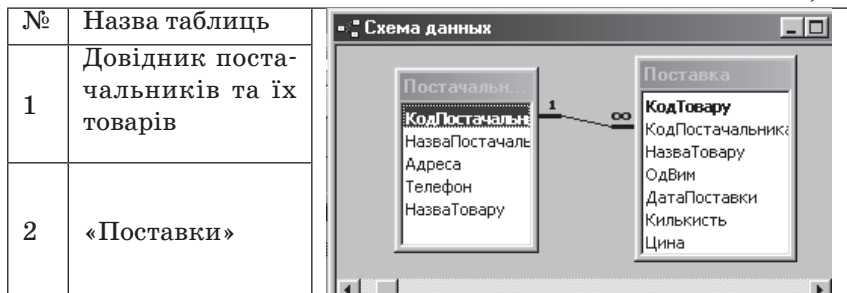 № Назва таблиць
1 Довідник поста-
чальників та їх
товарів
2 «Поставки»
Схема данных
Постачальн...
КодПостачальн
НазваПостачаль
Адреса
Телефон
НазваТовару
1 ∞
Поставка
КодТовару
КодПостачальника
НазваТовару
ОдВим
ДатаПоставки
Килькисть
Цина